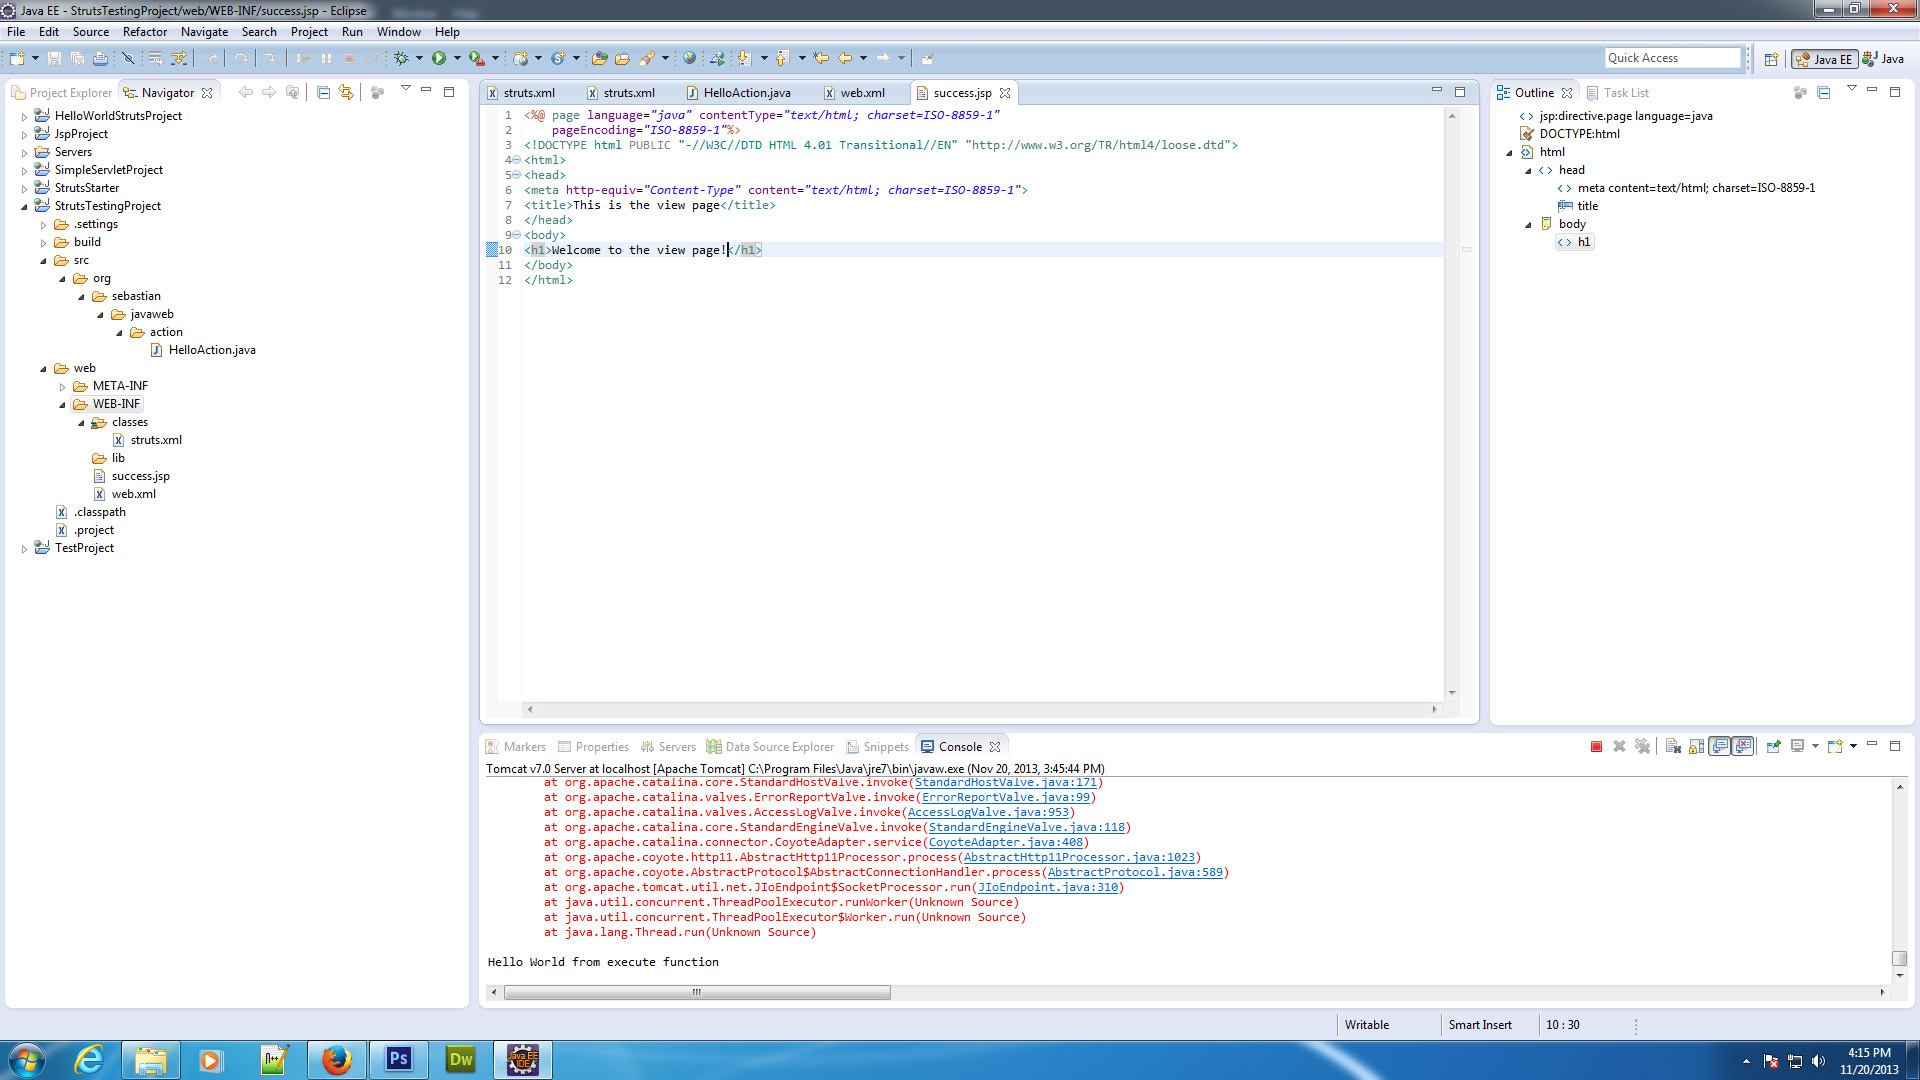 Java EE - StrutsTestingProject/web/WEB-INF/success.jsp - Eclipse
File Edit Source Refactor Navigate Search Project Run Window Help
Quick Access
Java EE
Java
Project Explorer
Navigator
HelloWorldStrutsProject
JspProject
Servers
SimpleServletProject
StrutsStarter
StrutsTestingProject
.settings
build
src
org
sebastian
javaweb
action
HelloAction.java
web
META-INF
WEB-INF
classes
struts.xml
lib
success.jsp
web.xml
.classpath
.project
TestProject
struts.xml
struts.xml
HelloAction.java
web.xml
success.jsp
1 <%@ page language="java" contentType="text/html; charset=ISO-8859-1"
2 pageEncoding="ISO-8859-1"%>
3 <!DOCTYPE html PUBLIC "-//W3C//DTD HTML 4.01 Transitional//EN" "http://www.w3.org/TR/html4/loose.dtd">
4 <html>
5 <head>
6 <meta http-equiv="Content-Type" content="text/html; charset=ISO-8859-1">
7 <title>This is the view page</title>
8 </head>
9 <body>
10 <h1>Welcome to the view page!</h1>
11 </body>
12 </html>
Outline
Task List
jsp:directive.page language=java
DOCTYPE:html
html
head
meta content=text/html; charset=ISO-8859-1
title
body
h1
Markers
Properties
Servers
Data Source Explorer
Snippets
Console
Tomcat v7.0 Server at localhost [Apache Tomcat] C:\Program Files\Java\jre7\bin\javaw.exe (Nov 20, 2013, 3:45:44 PM)
at org.apache.catalina.core.StandardHostValve.invoke(StandardHostValve.java:171)
at org.apache.catalina.valves.ErrorReportValve.invoke(ErrorReportValve.java:99)
at org.apache.catalina.valves.AccessLogValve.invoke(AccessLogValve.java:953)
at org.apache.catalina.core.StandardEngineValve.invoke(StandardEngineValve.java:118)
at org.apache.catalina.connector.CoyoteAdapter.service(CoyoteAdapter.java:408)
at org.apache.coyote.http11.AbstractHttp11Processor.process(AbstractHttp11Processor.java:1023)
at org.apache.coyote.AbstractProtocol$AbstractConnectionHandler.process(AbstractProtocol.java:589)
at org.apache.tomcat.util.net.JIoEndpoint$SocketProcessor.run(JIoEndpoint.java:310)
at java.util.concurrent.ThreadPoolExecutor.runWorker(Unknown Source)
at java.util.concurrent.ThreadPoolExecutor$Worker.run(Unknown Source)
at java.lang.Thread.run(Unknown Source)
Hello World from execute function
Writable
Smart Insert
10 : 30
Ps
Dw
Java EE
IDE
4:15 PM
11/20/2013